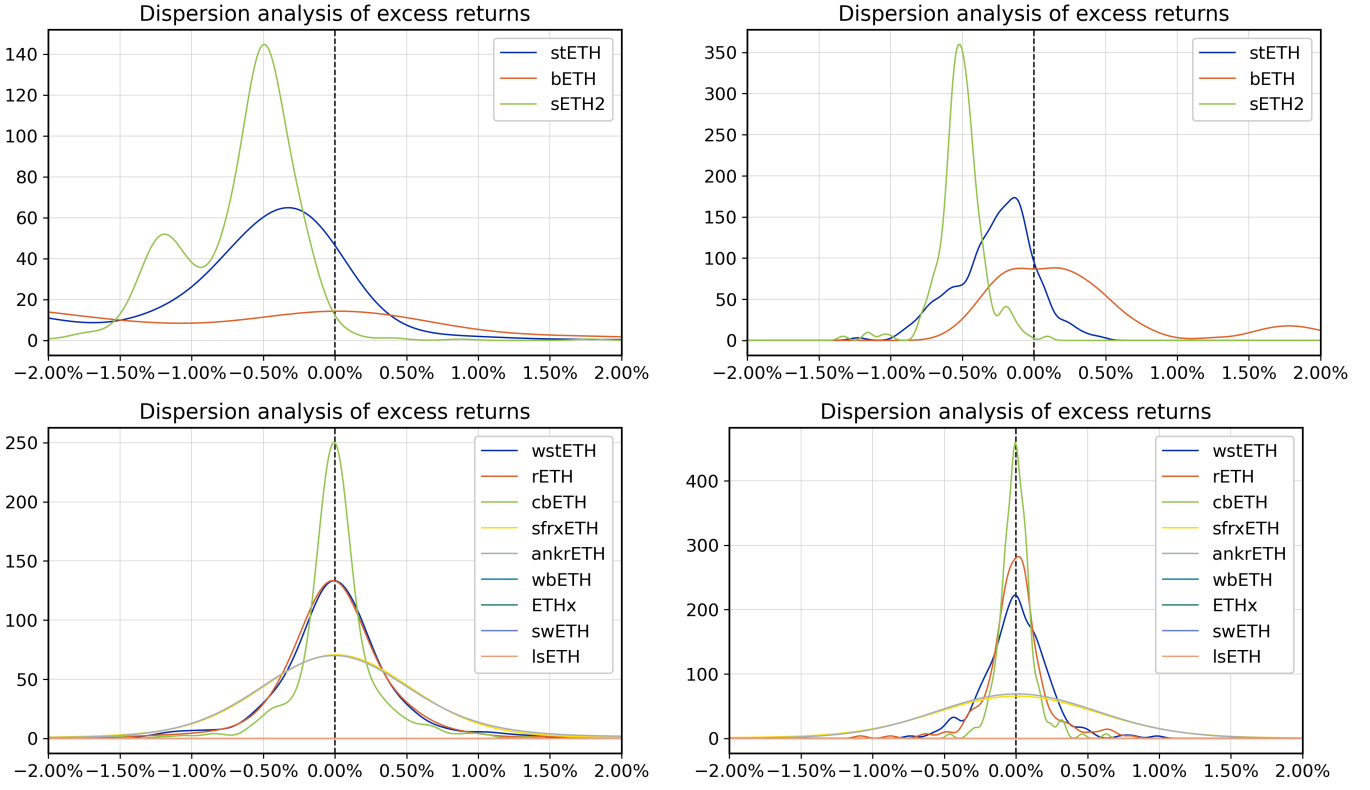 Dispersion analysis of excess returns
140
120
100
80
60
40
20
0
stETH
bETH
sETH2
−2.00%−1.50%−1.00%−0.50% 0.00% 0.50% 1.00% 1.50% 2.00%
Dispersion analysis of excess returns
350
300
250
200
150
100
50
0
stETH
bETH
sETH2
−2.00%−1.50%−1.00%−0.50% 0.00% 0.50% 1.00% 1.50% 2.00%
Dispersion analysis of excess returns
250
200
150
100
50
0
wstETH
rETH
cbETH
sfrxETH
ankrETH
wbETH
ETHx
swETH
lsETH
−2.00%−1.50%−1.00%−0.50% 0.00% 0.50% 1.00% 1.50% 2.00%
Dispersion analysis of excess returns
400
300
200
100
0
wstETH
rETH
cbETH
sfrxETH
ankrETH
wbETH
ETHx
swETH
lsETH
−2.00%−1.50%−1.00%−0.50% 0.00% 0.50% 1.00% 1.50% 2.00%